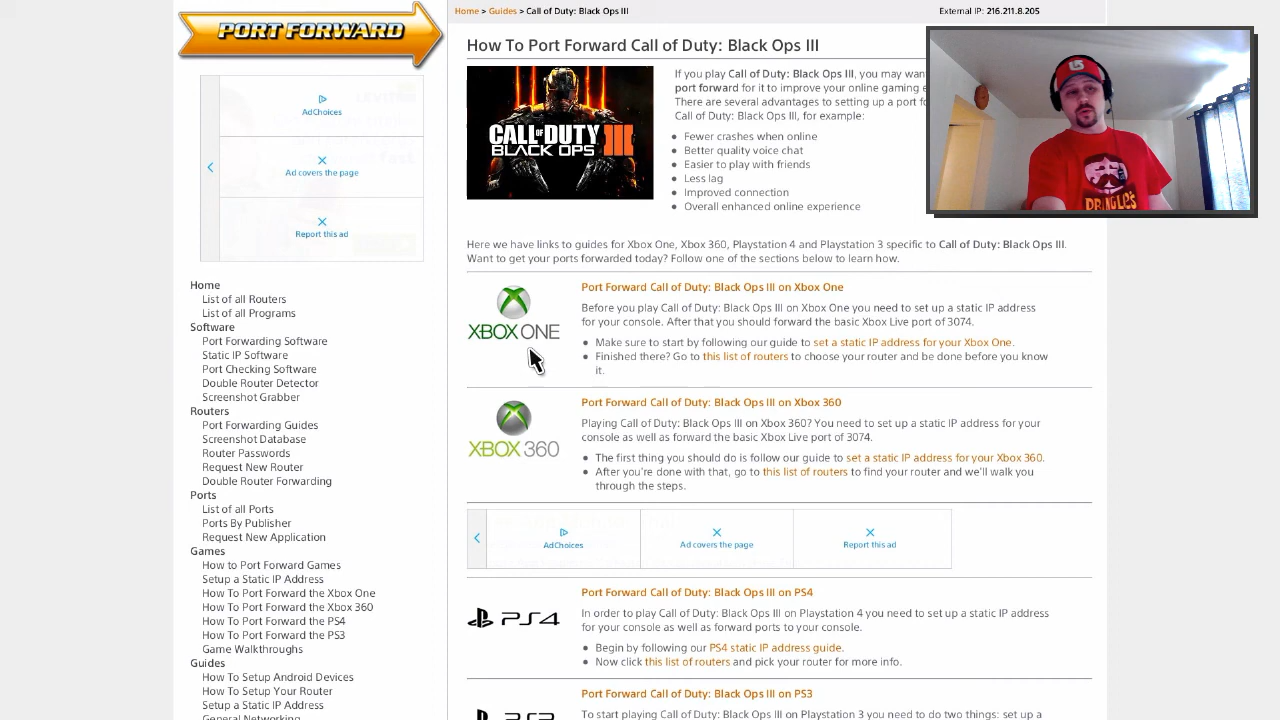 PORT FORWARD
AdChoices
Ad covers the page
Report this ad
Home
List of all Routers
List of all Programs
Software
Port Forwarding Software
Static IP Software
Port Checking Software
Double Router Detector
Screenshot Grabber
Routers
Port Forwarding Guides
Screenshot Database
Router Passwords
Request New Router
Double Router Forwarding
Ports
List of all Ports
Ports By Publisher
Request New Application
Games
How to Port Forward Games
Setup a Static IP Address
How To Port Forward the Xbox One
How To Port Forward the Xbox 360
How To Port Forward the PS4
How To Port Forward the PS3
Game Walkthroughs
Guides
How To Setup Android Devices
How To Setup Your Router
Setup a Static IP Address
General Networking
Home > Guides > Call of Duty: Black Ops III
External IP: 216.211.8.205
How To Port Forward Call of Duty: Black Ops III
CALL OF DUTY
BLACK OPS III
If you play Call of Duty: Black Ops III, you may want
port forward for it to improve your online gaming e
There are several advantages to setting up a port fo
Call of Duty: Black Ops III, for example:
● Fewer crashes when online
● Better quality voice chat
● Easier to play with friends
● Less lag
● Improved connection
● Overall enhanced online experience
PRINGLES
Here we have links to guides for Xbox One, Xbox 360, Playstation 4 and Playstation 3 specific to Call of Duty: Black Ops III.
Want to get your ports forwarded today? Follow one of the sections below to learn how.
XBOX ONE
Port Forward Call of Duty: Black Ops III on Xbox One
Before you play Call of Duty: Black Ops III on Xbox One you need to set up a static IP address
for your console. After that you should forward the basic Xbox Live port of 3074.
● Make sure to start by following our guide to set a static IP address for your Xbox One.
● Finished there? Go to this list of routers to choose your router and be done before you know
it.
XBOX 360
Port Forward Call of Duty: Black Ops III on Xbox 360
Playing Call of Duty: Black Ops III on Xbox 360? You need to set up a static IP address for your
console as well as forward the basic Xbox Live port of 3074.
● The first thing you should do is follow our guide to set a static IP address for your Xbox 360.
● After you're done with that, go to this list of routers to find your router and we'll walk you
through the steps.
AdChoices
Ad covers the page
Report this ad
PS4
Port Forward Call of Duty: Black Ops III on PS4
In order to play Call of Duty: Black Ops III on Playstation 4 you need to set up a static IP address
for your console as well as forward ports to your console.
● Begin by following our PS4 static IP address guide.
● Now click this list of routers and pick your router for more info.
PS3
Port Forward Call of Duty: Black Ops III on PS3
To start playing Call of Duty: Black Ops III on Playstation 3 you need to do two things: set up a